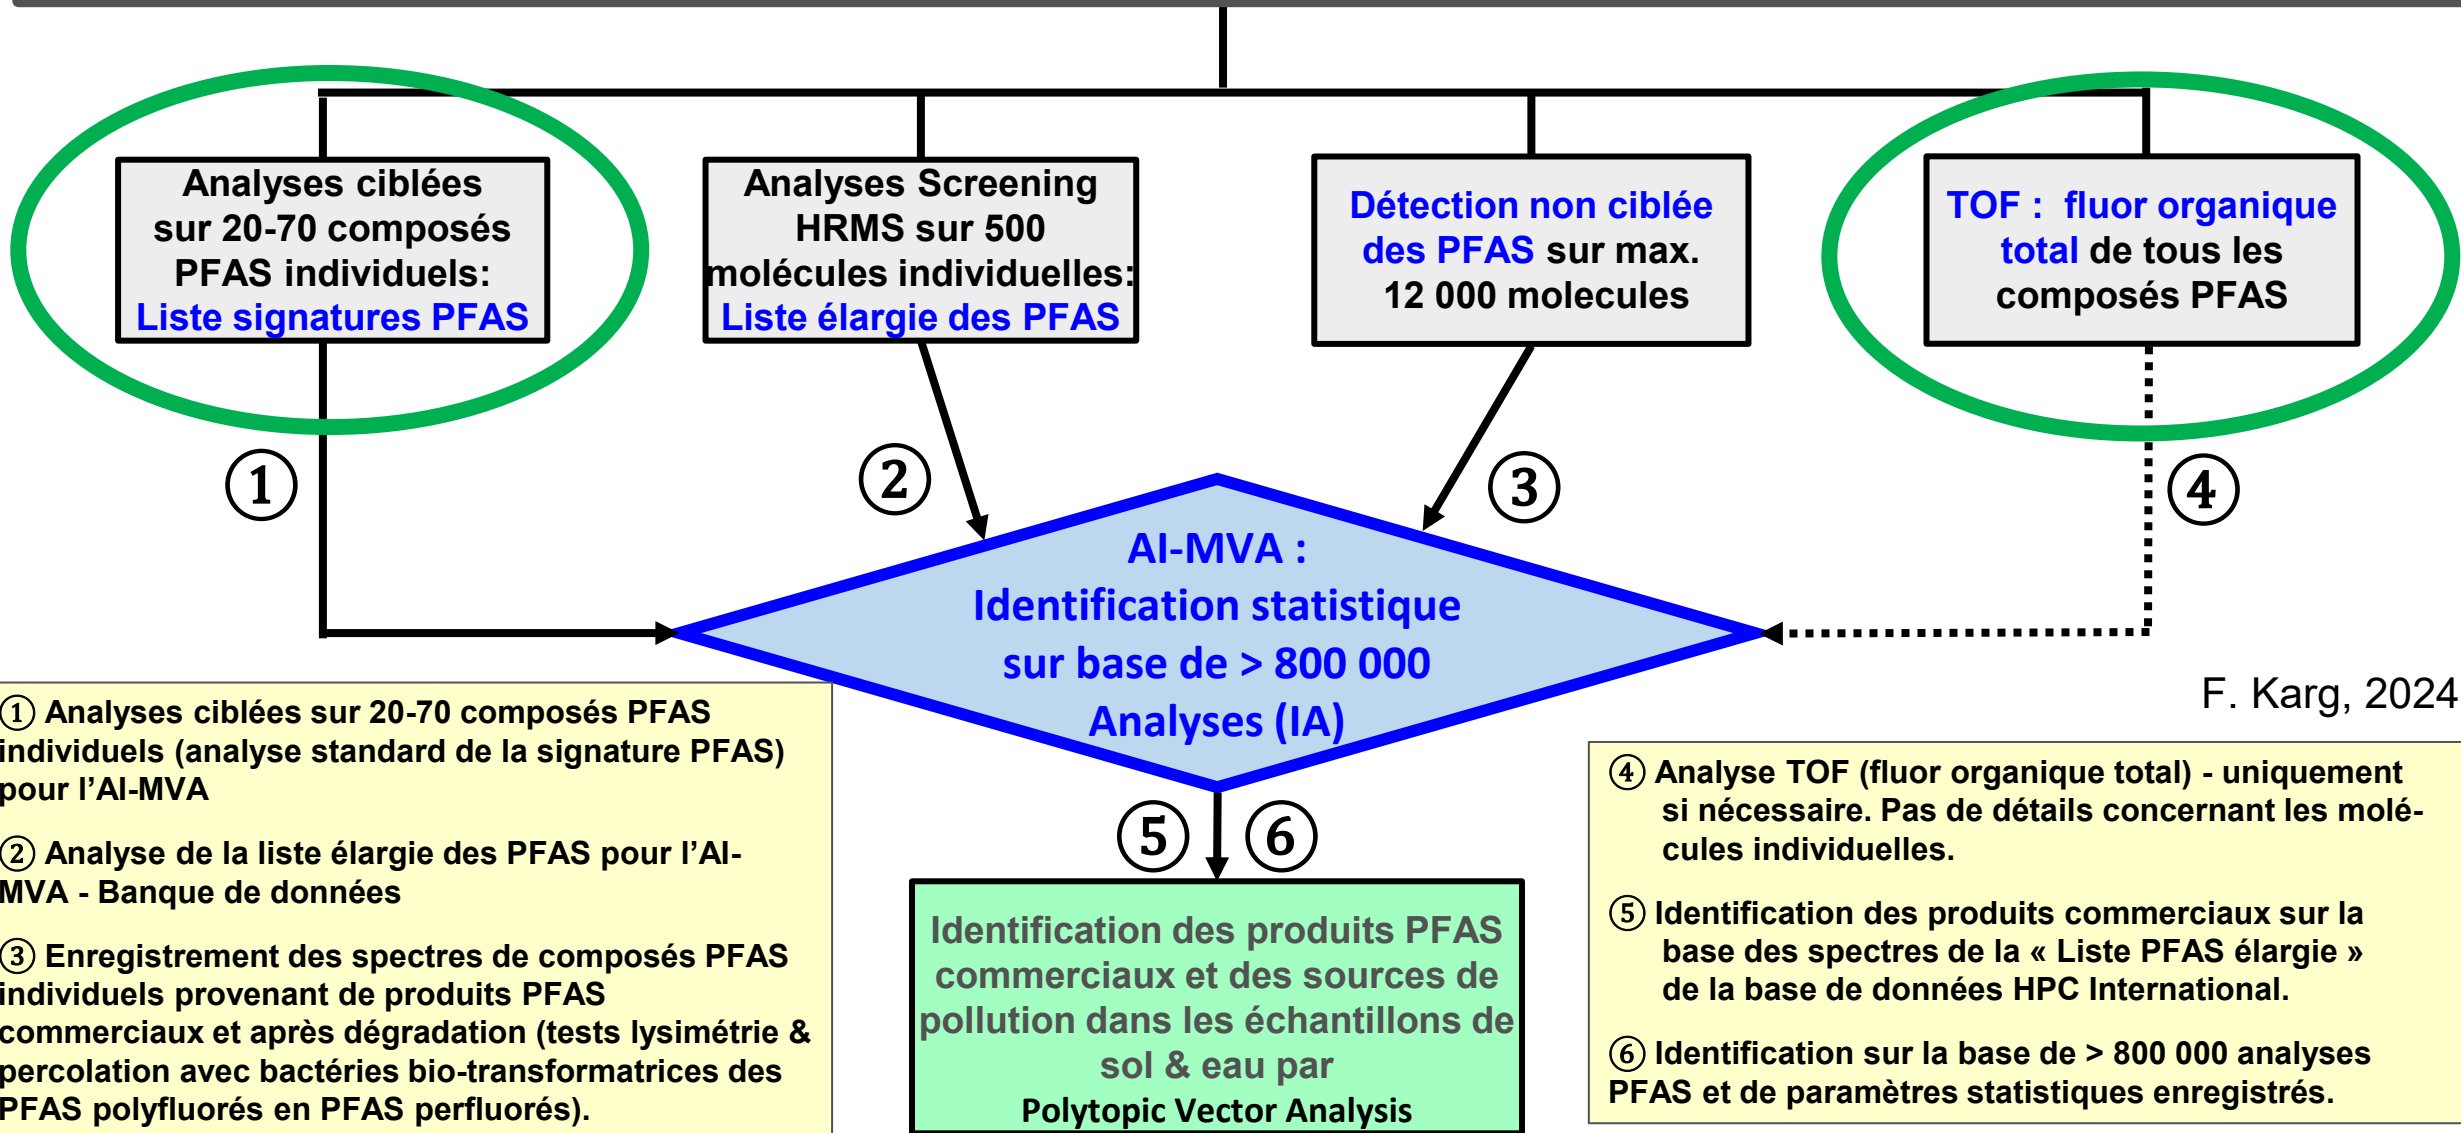 Analyses ciblées
sur 20-70 composés
PFAS individuels:
Liste signatures PFAS
Analyses Screening
HRMS sur 500
molécules individuelles:
Liste élargie des PFAS
Détection non ciblée
des PFAS sur max.
12 000 molecules
TOF : fluor organique
total de tous les
composés PFAS
①
②
③
④
AI-MVA :
Identification statistique
sur base de > 800 000
Analyses (IA)
F. Karg, 2024
① Analyses ciblées sur 20-70 composés PFAS
individuels (analyse standard de la signature PFAS)
pour l’AI-MVA
② Analyse de la liste élargie des PFAS pour l’AI-
MVA - Banque de données
③ Enregistrement des spectres de composés PFAS
individuels provenant de produits PFAS
commerciaux et après dégradation (tests lysimétrie &
percolation avec bactéries bio-transformatrices des
PFAS polyfluorés en PFAS perfluorés).
⑤ ⑥
Identification des produits PFAS
commerciaux et des sources de
pollution dans les échantillons de
sol & eau par
Polytopic Vector Analysis
④ Analyse TOF (fluor organique total) - uniquement
si nécessaire. Pas de détails concernant les molé-
cules individuelles.
⑤ Identification des produits commerciaux sur la
base des spectres de la « Liste PFAS élargie »
de la base de données HPC International.
⑥ Identification sur la base de > 800 000 analyses
PFAS et de paramètres statistiques enregistrés.